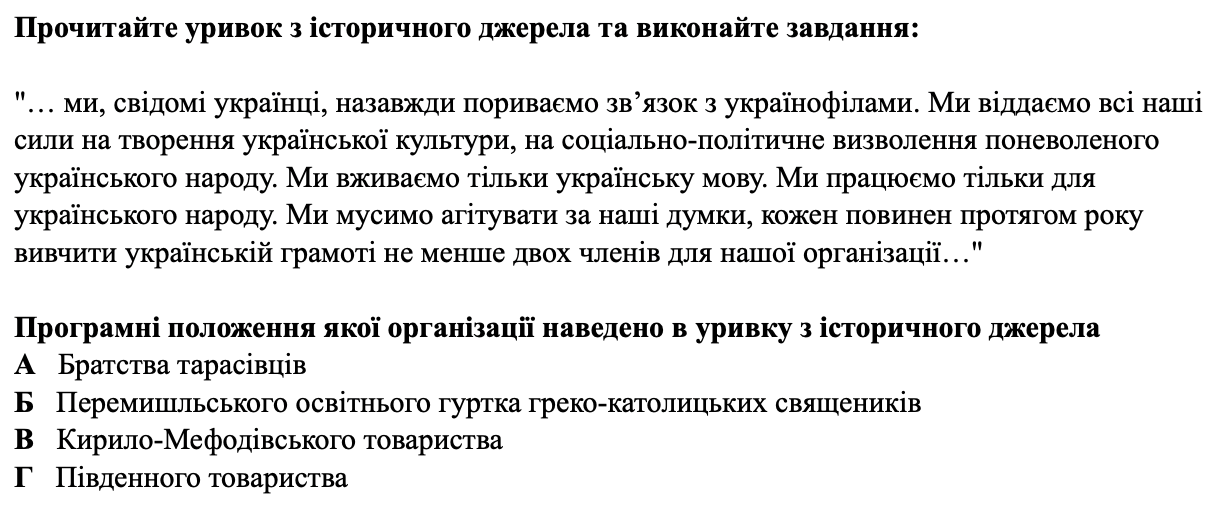 Прочитайте уривок з історичного джерела та виконайте завдання:
"… ми, свідомі українці, назавжди пориваємо зв’язок з українофілами. Ми віддаємо всі наші
сили на творення української культури, на соціально-політичне визволення поневоленого
українського народу. Ми вживаємо тільки українську мову. Ми працюємо тільки для
українського народу. Ми мусимо агітувати за наші думки, кожен повинен протягом року
вивчити українській грамоті не менше двох членів для нашої організації…"
Програмні положення якої організації наведено в уривку з історичного джерела
А Братства тарасівців
Б Перемишльського освітнього гуртка греко-католицьких священиків
В Кирило-Мефодівського товариства
Г Південного товариства